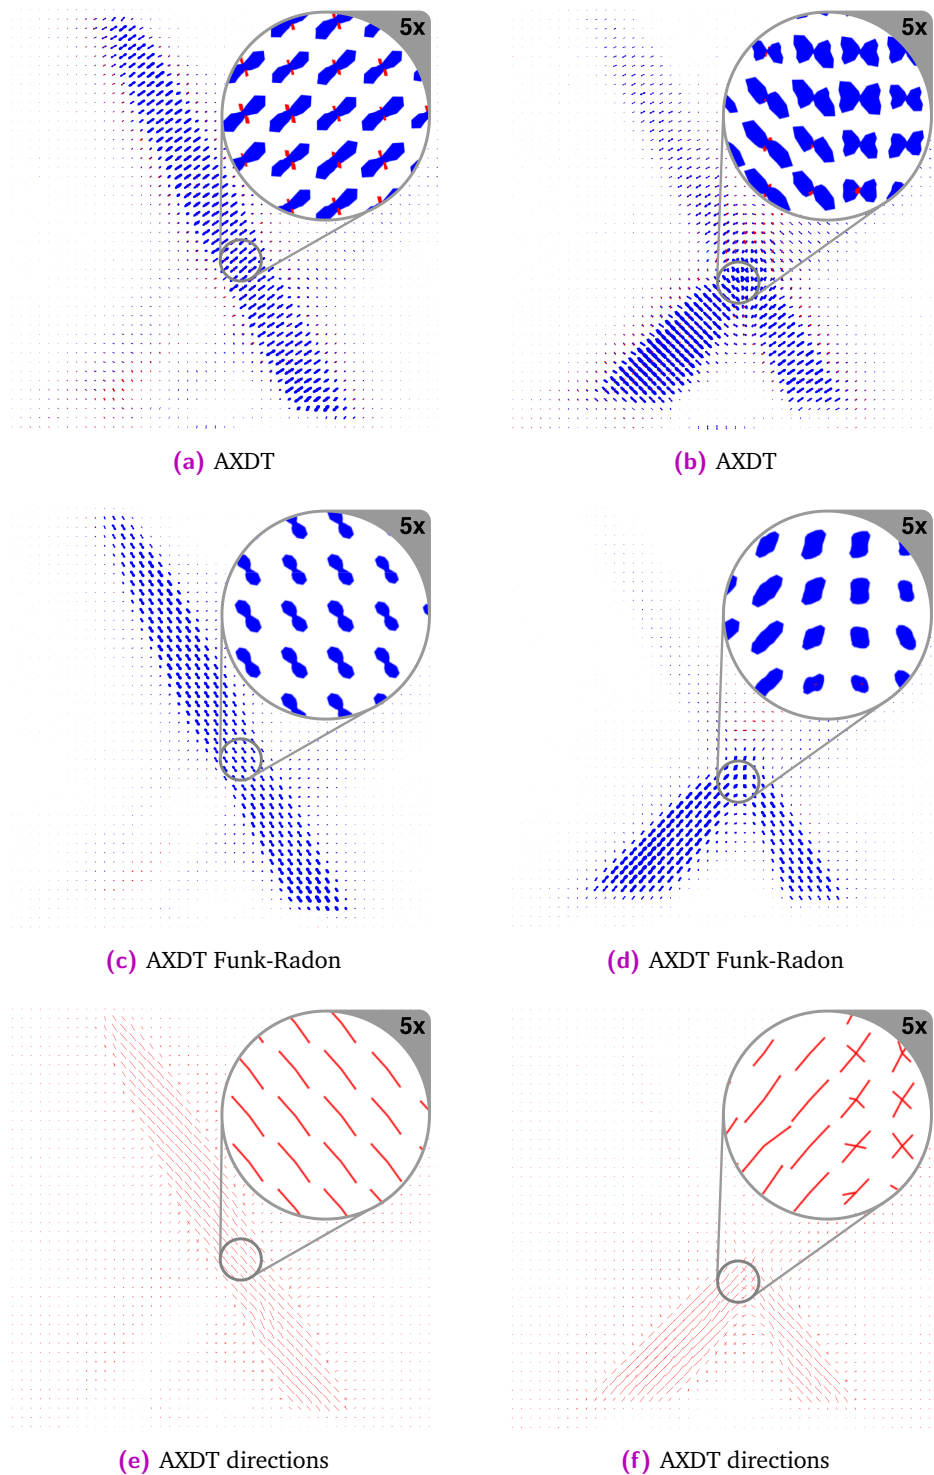 5x
5x
(a) AXDT
(b) AXDT
5x
5x
(c) AXDT Funk-Radon
(d) AXDT Funk-Radon
5x
5x
(e) AXDT directions
(f) AXDT directions